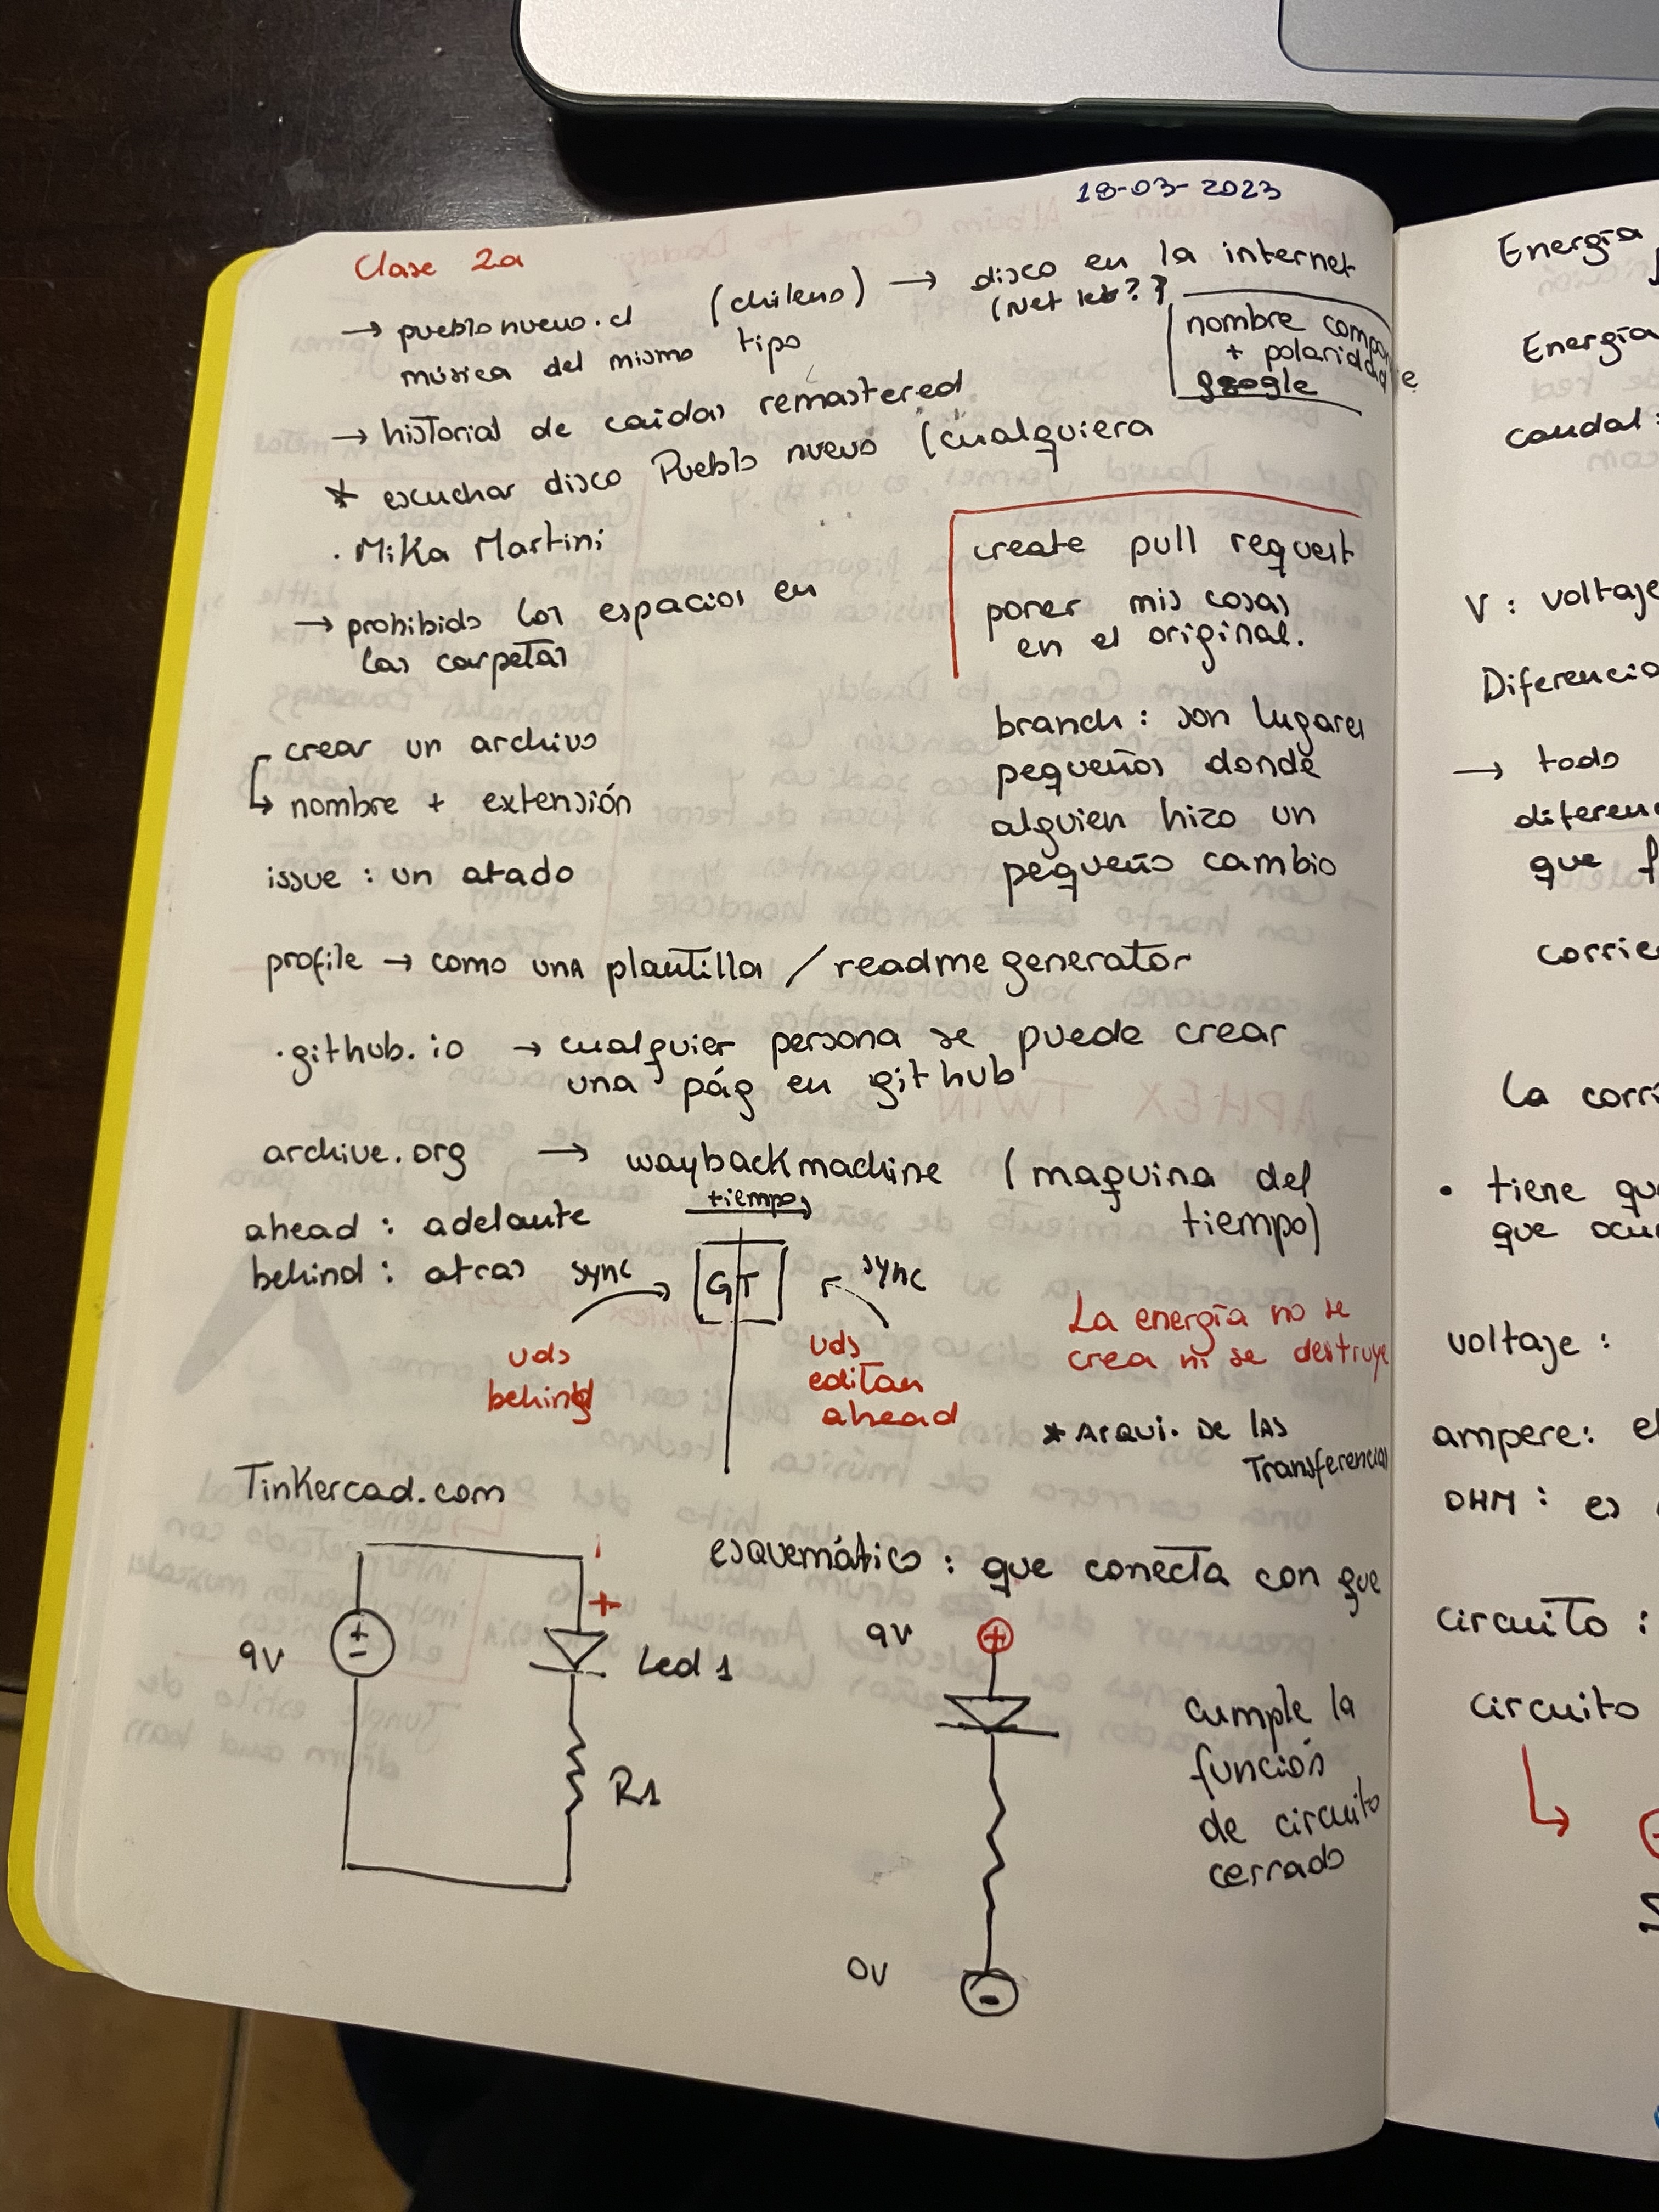 18-03-2023
Clase 2a
→ pueblonuevo.cl (chileno) → disco en la internet
(Net
música del mismo tipo
nombre componente
+ polaridad
google
→ historial de caidas remastered
* escuchar disco Pueblo nuevo (cualquiera
· Mika Martini
→ prohibido los espacios en
las carpetas
create pull request
poner mis cosas
en el original.
crear un archivo
↳ nombre + extensión
issue : un atado
branch : son lugares
pequeños donde
alguien hizo un
pequeño cambio
profile → como una plantilla / readme generator
· github.io → cualquier persona se puede crear
una pág en github
archive.org → wayback machine (maquina del
tiempo)
ahead : adelante
behind : atras
tiempo
sync → GT ← sync
uds
behind
uds
editan
ahead
La energía no se
crea ni se destruye
* Arqui. DE LAS
Transferencias
Tinkercad.com
esquemático : que conecta con que
9V
+
-
+
Led 1
R1
9V
+
0V
-
cumple la
función
de circuito
cerrado
Energía
Energía
caudal :
V : voltaje
Diferencia
→ todo
diferen
que f
corrie
La corri
• tiene qu
que ocu
voltaje :
ampere: el
OHM : es
circuito :
circuito